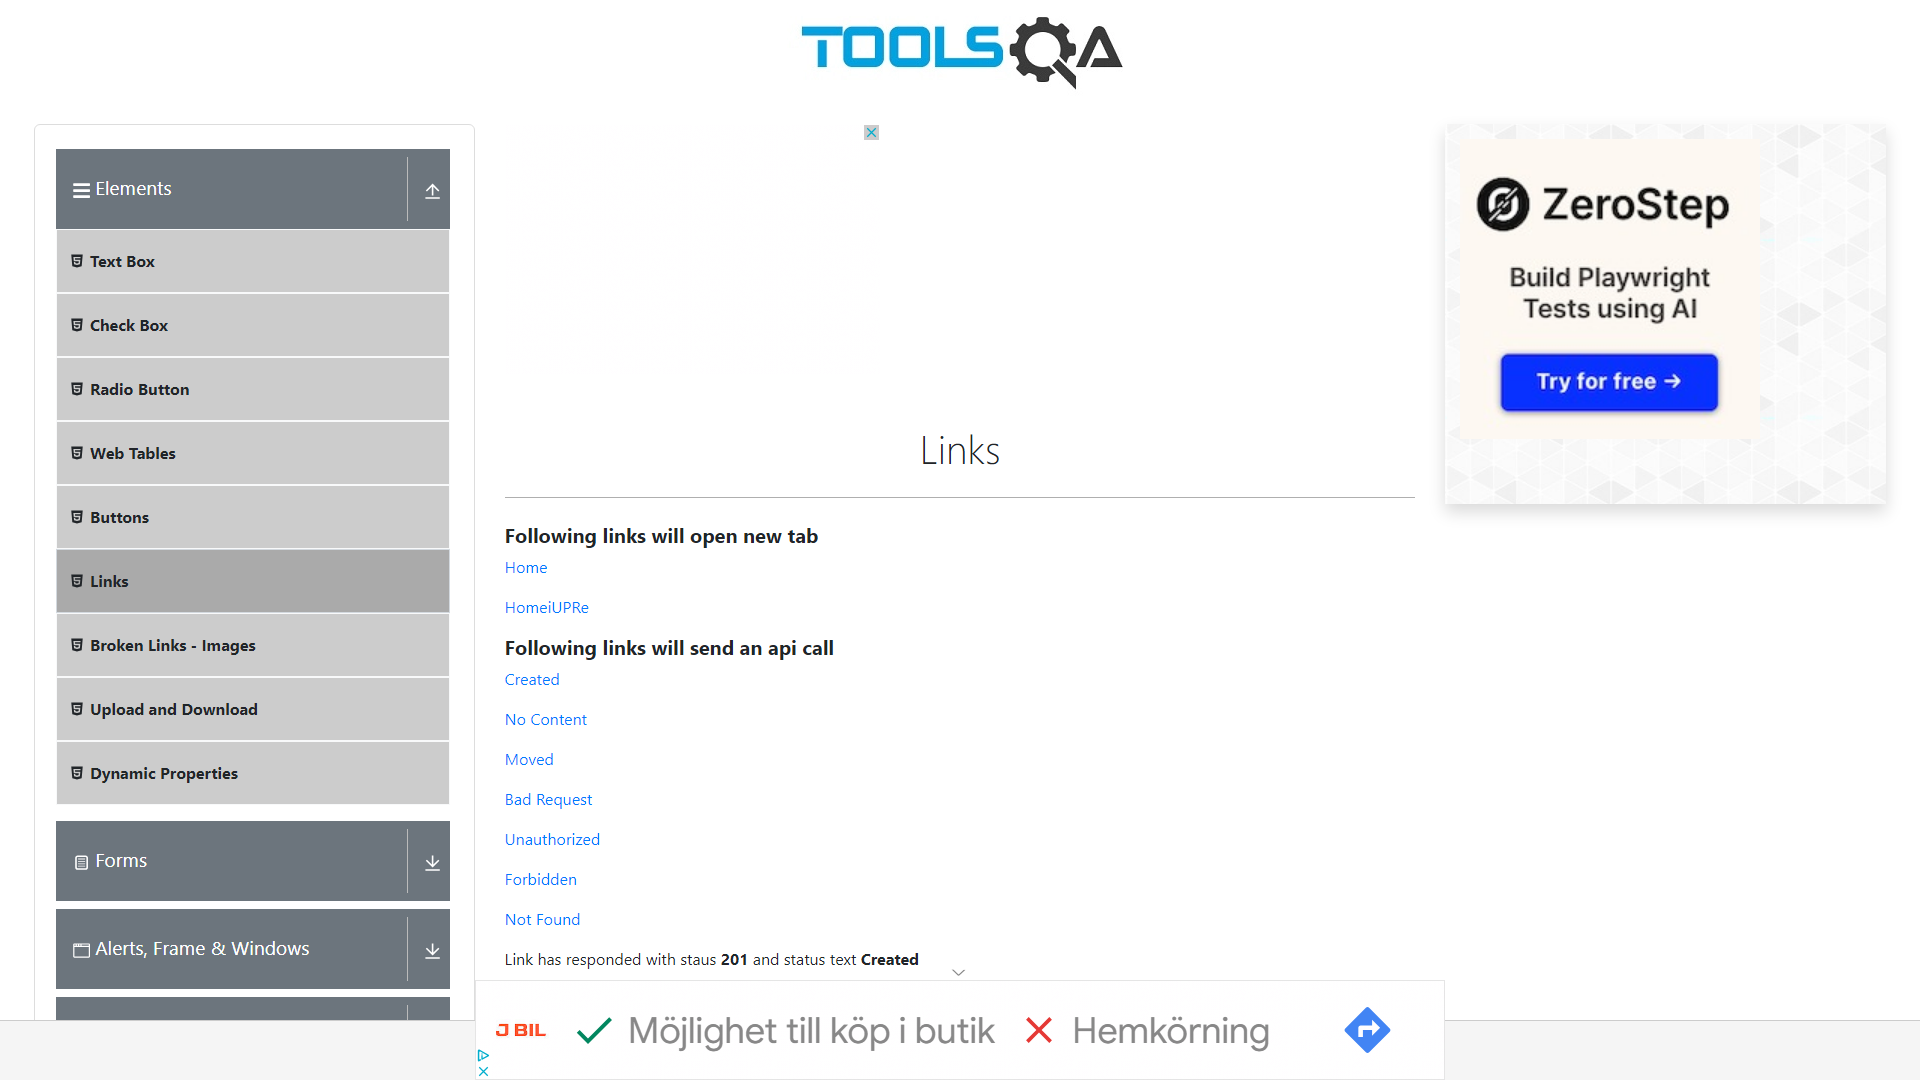 TOOLSQA
Elements
Text Box
Check Box
Radio Button
Web Tables
Buttons
Links
Broken Links - Images
Upload and Download
Dynamic Properties
Forms
Alerts, Frame & Windows
Links
Following links will open new tab
Home
HomeiUPRe
Following links will send an api call
Created
No Content
Moved
Bad Request
Unauthorized
Forbidden
Not Found
Link has responded with staus 201 and status text Created
ZeroStep
Build Playwright
Tests using AI
Try for free →
J BIL
Möjlighet till köp i butik
Hemkörning